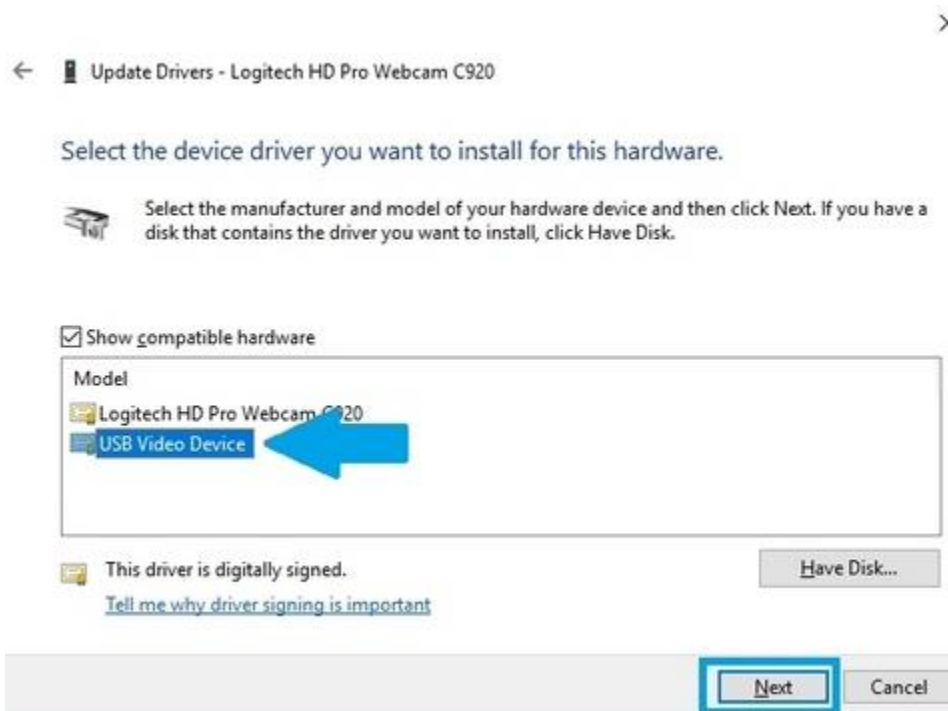 Update Drivers - Logitech HD Pro Webcam C920
Select the device driver you want to install for this hardware.
Select the manufacturer and model of your hardware device and then click Next. If you have a
disk that contains the driver you want to install, click Have Disk.
Show compatible hardware
Model
Logitech HD Pro Webcam C920
USB Video Device
This driver is digitally signed.
Have Disk...
Tell me why driver signing is important
Next
Cancel